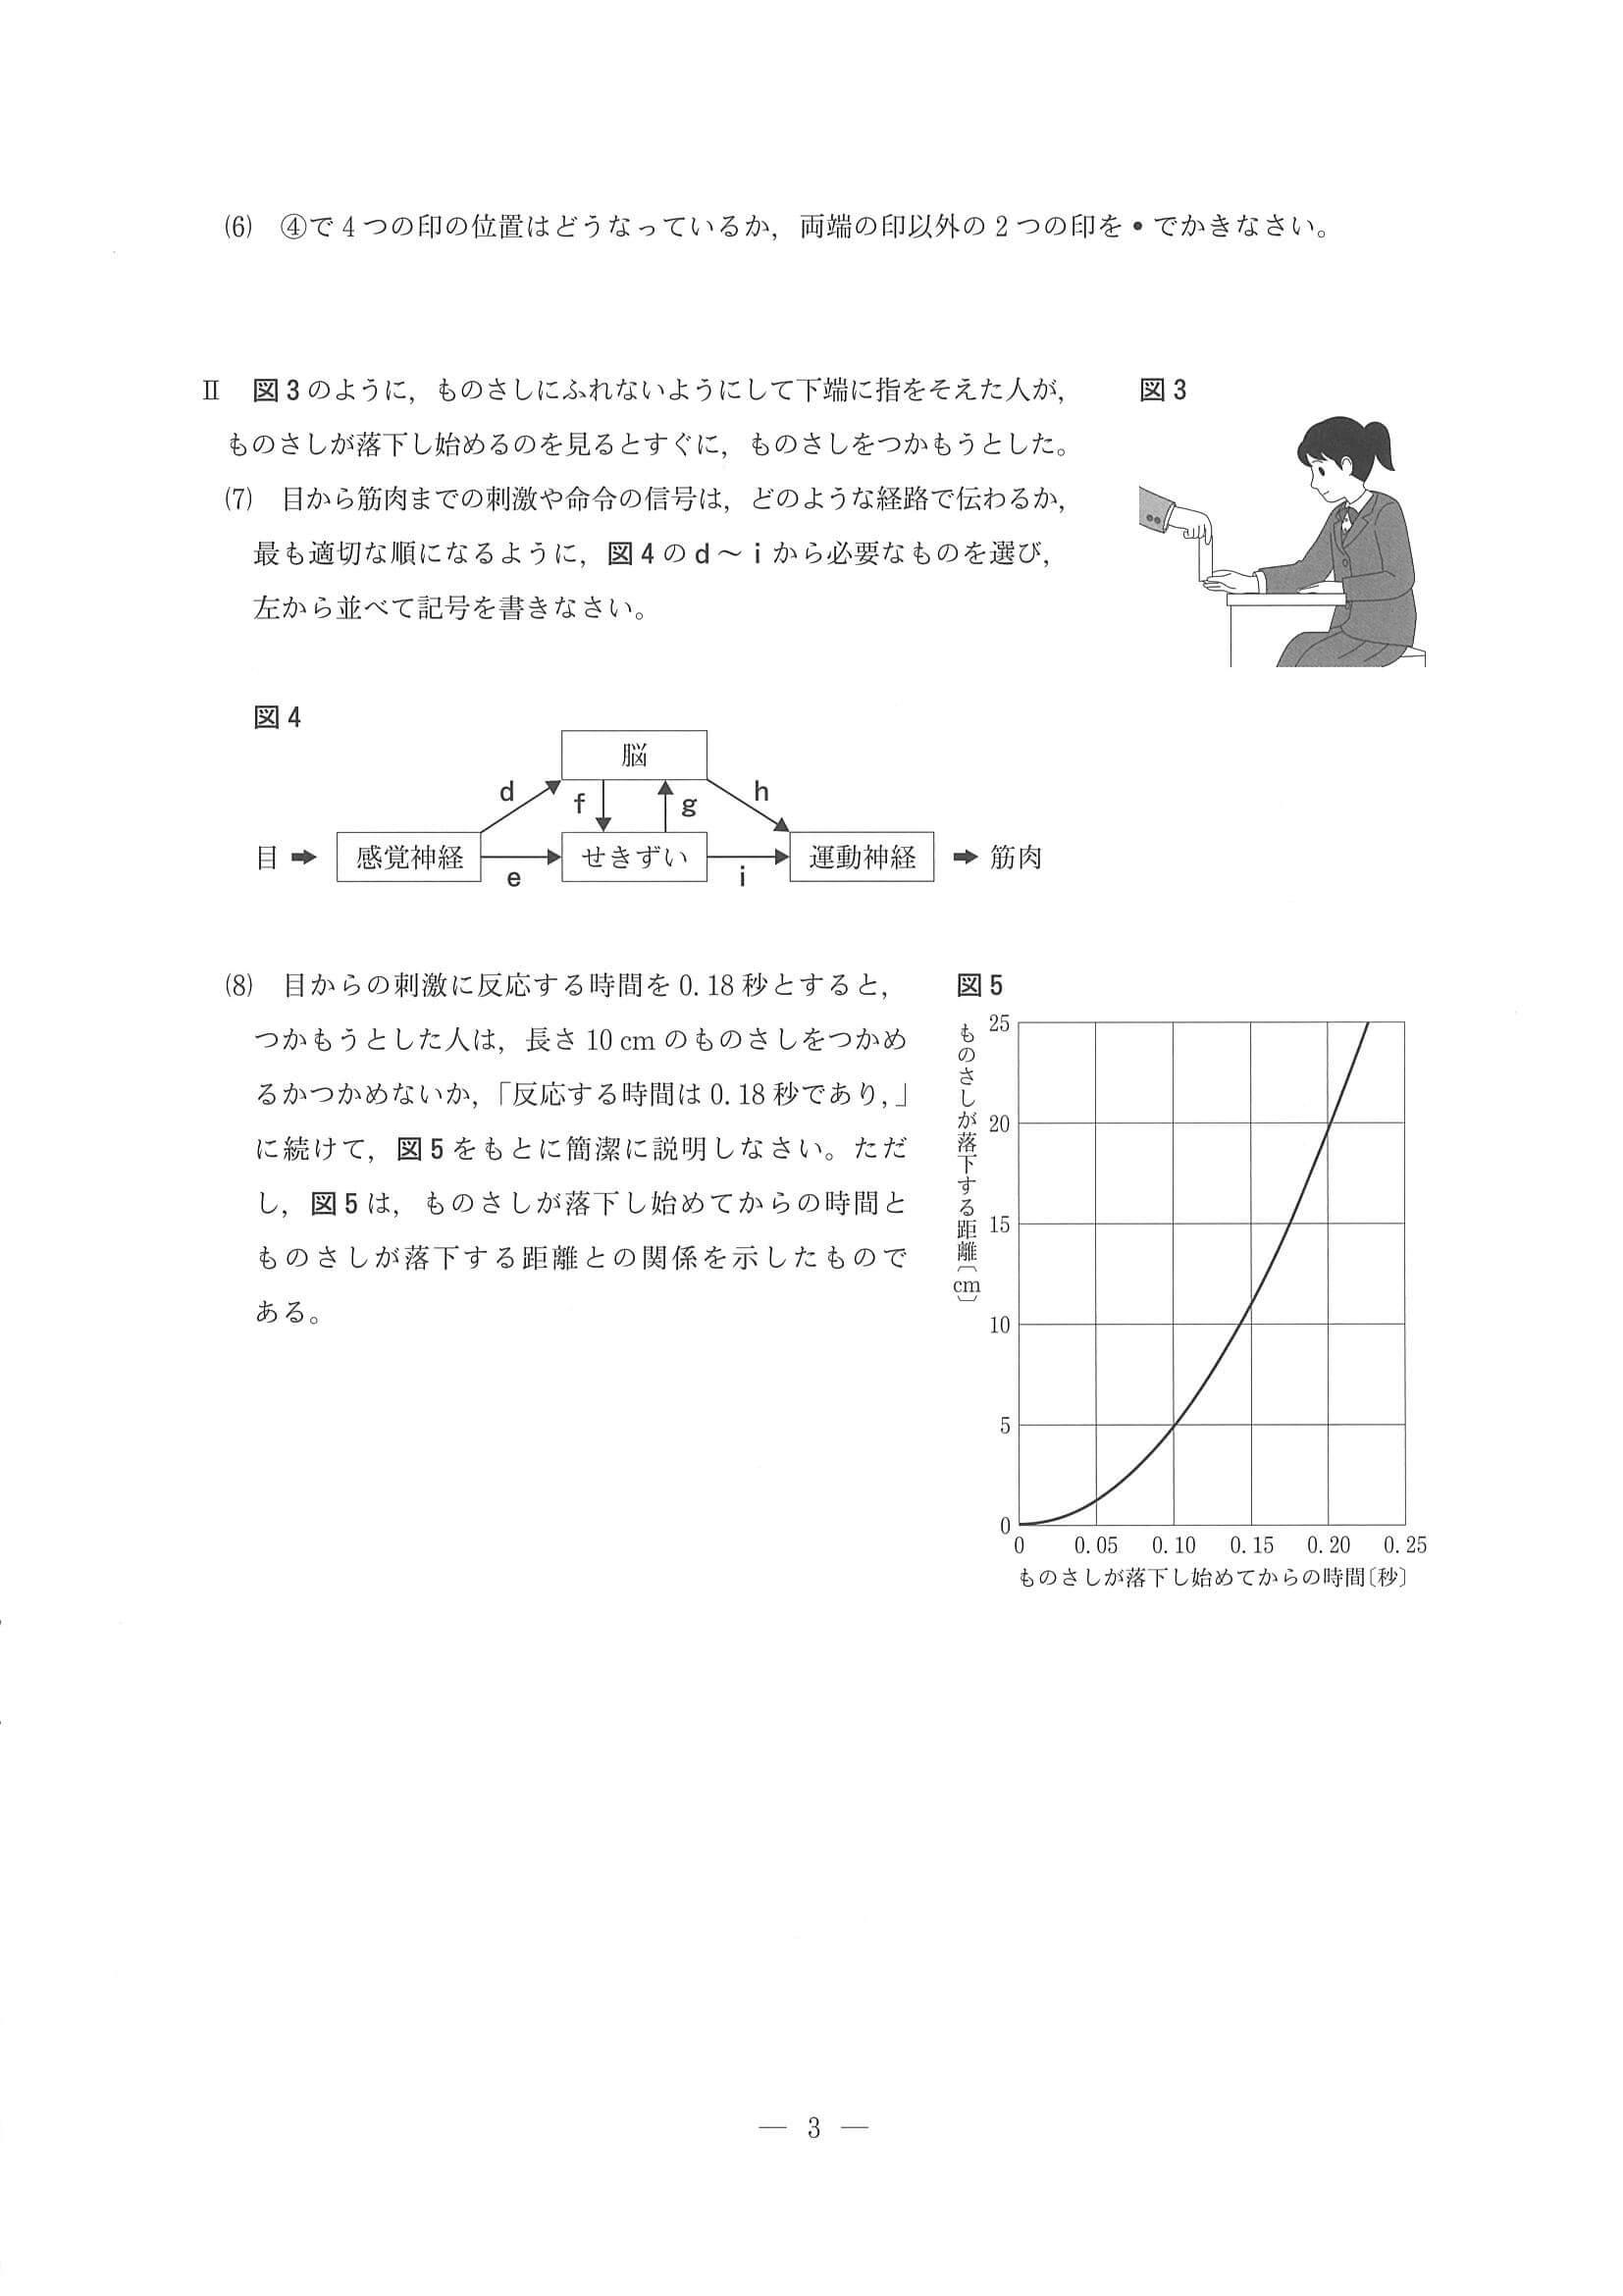 (6) ④で4つの印の位置はどうなっているか，両端の印以外の2つの印を • でかきなさい。
Ⅱ 図3のように，ものさしにふれないようにして下端に指をそえた人が，
ものさしが落下し始めるのを見るとすぐに，ものさしをつかもうとした。
(7) 目から筋肉までの刺激や命令の信号は，どのような経路で伝わるか，
最も適切な順になるように，図4のd～iから必要なものを選び，
左から並べて記号を書きなさい。
図3
図4
脳
d
f
g
h
目 ➡ 感覚神経 せきずい 運動神経 ➡ 筋肉
e
i
(8) 目からの刺激に反応する時間を0.18秒とすると，
つかもうとした人は，長さ10 cmのものさしをつかめ
るかつかめないか，「反応する時間は0.18秒であり，」
に続けて，図5をもとに簡潔に説明しなさい。ただ
し，図5は，ものさしが落下し始めてからの時間と
ものさしが落下する距離との関係を示したもので
ある。
図5
ものさしが落下する距離〔cm〕
25
20
15
10
5
0
0 0.05 0.10 0.15 0.20 0.25
ものさしが落下し始めてからの時間〔秒〕
— 3 —